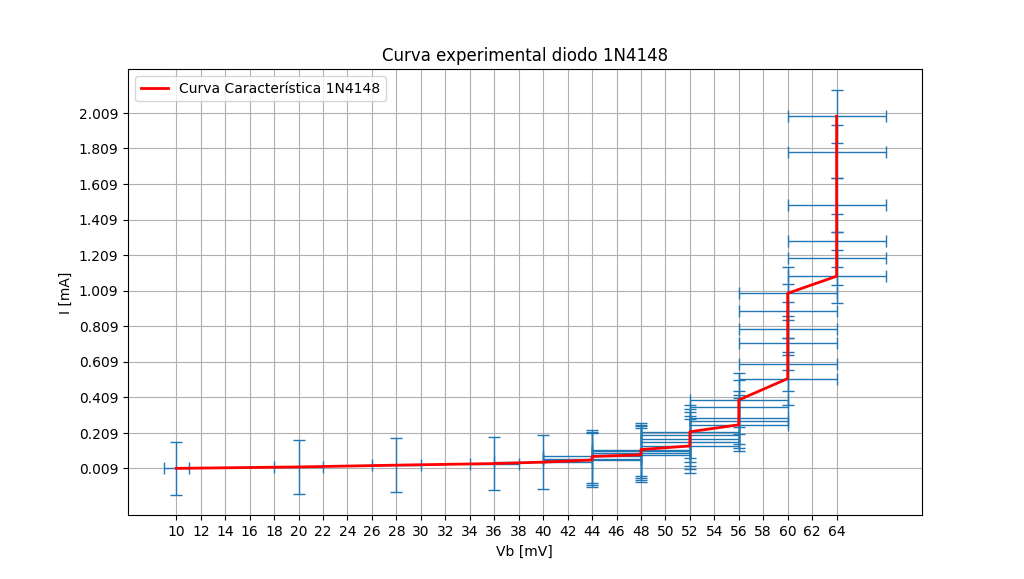 Curva experimental diodo 1N4148
Curva Característica 1N4148
2.009
1.809
1.609
1.409
1.209
1.009
0.809
0.609
0.409
0.209
0.009
I [mA]
10 12 14 16 18 20 22 24 26 28 30 32 34 36 38 40 42 44 46 48 50 52 54 56 58 60 62 64
Vb [mV]